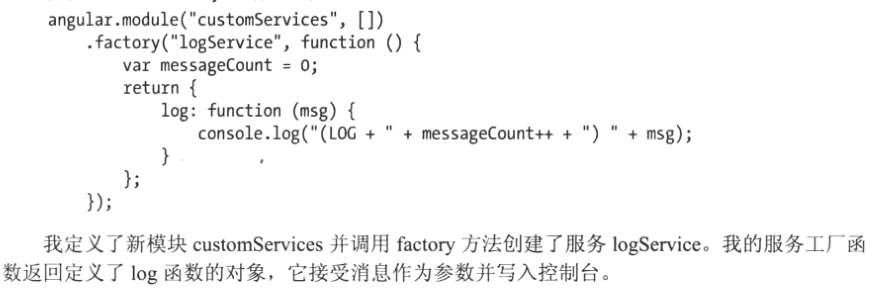 angular.module("customServices", [])
    .factory("logService", function () {
        var messageCount = 0;
        return {
            log: function (msg) {
                console.log("(LOG + " + messageCount++ + ") " + msg);
            }
        };
    });
我定义了新模块 customServices 并调用 factory 方法创建了服务 logService。我的服务工厂函
数返回定义了 log 函数的对象，它接受消息作为参数并写入控制台。